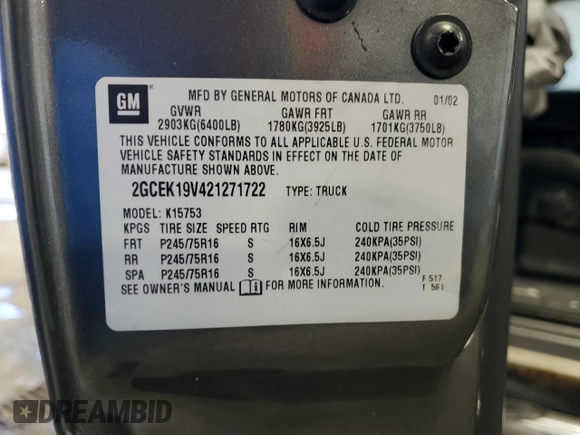 GM
MFD BY GENERAL MOTORS OF CANADA LTD. 01/02
GVWR GAWR FRT GAWR RR
2903KG(6400LB) 1780KG(3925LB) 1701KG(3750LB)
THIS VEHICLE CONFORMS TO ALL APPLICABLE U.S. FEDERAL MOTOR
VEHICLE SAFETY STANDARDS IN EFFECT ON THE DATE OF
MANUFACTURE SHOWN ABOVE.
2GCEK19V421271722 TYPE: TRUCK
MODEL: K15753
KPGS TIRE SIZE SPEED RTG RIM COLD TIRE PRESSURE
FRT P245/75R16 S 16X6.5J 240KPA(35PSI)
RR P245/75R16 S 16X6.5J 240KPA(35PSI)
SPA P245/75R16 S 16X6.5J 240KPA(35PSI)
SEE OWNER'S MANUAL FOR MORE INFORMATION.
F 517
T 561
DREAMBID